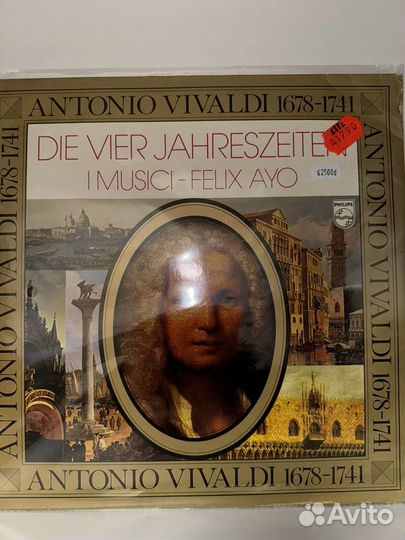 ANTONIO VIVALDI 1678-1741
DIE VIER JAHRESZEITEN
I MUSICI - FELIX AYO
PHILIPS
ANTONIO VIVALDI 1678-1741
ANTONIO VIVALDI 1678-1741
ANTONIO VIVALDI 1678-1741
Avito